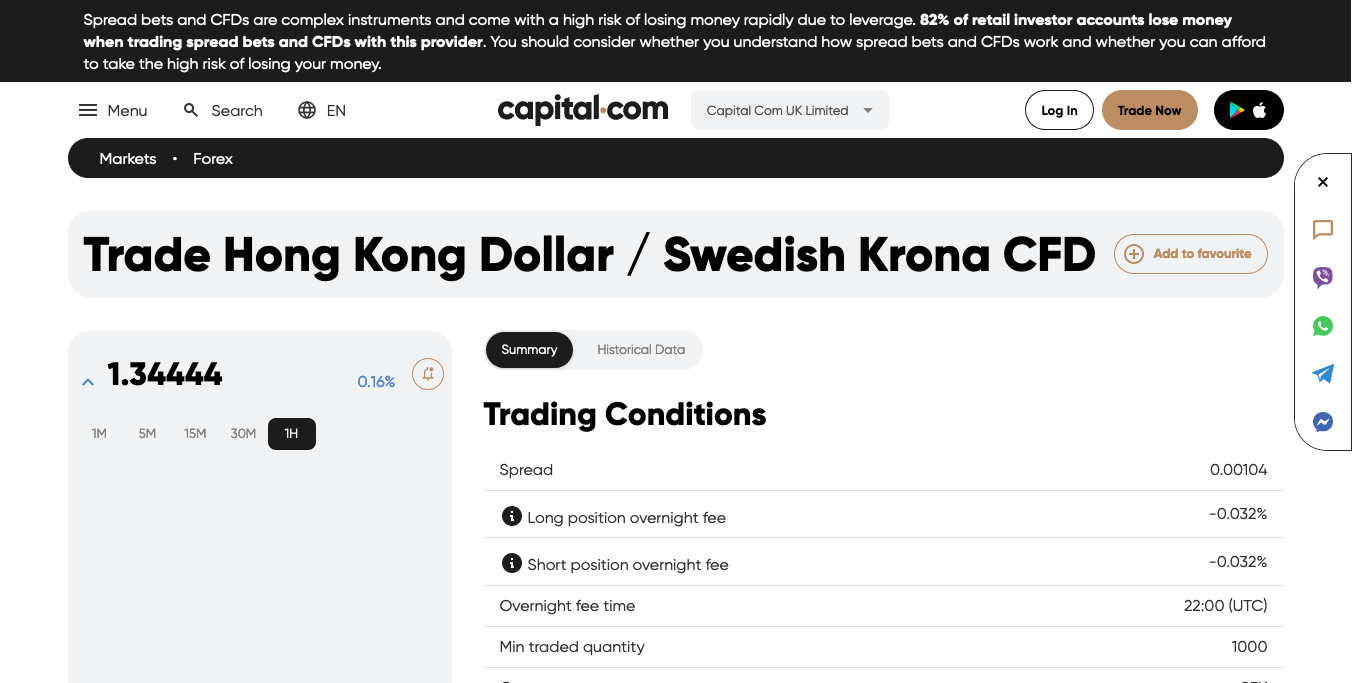 Spread bets and CFDs are complex instruments and come with a high risk of losing money rapidly due to leverage. 82% of retail investor accounts lose money
when trading spread bets and CFDs with this provider. You should consider whether you understand how spread bets and CFDs work and whether you can afford
to take the high risk of losing your money.
Menu
Search
EN
capital.com
Capital Com UK Limited
Log In
Trade Now
Markets • Forex
Trade Hong Kong Dollar / Swedish Krona CFD
Add to favourite
1.34444
0.16%
1M 5M 15M 30M 1H
Summary
Historical Data
Trading Conditions
Spread 0.00104
Long position overnight fee -0.032%
Short position overnight fee -0.032%
Overnight fee time 22:00 (UTC)
Min traded quantity 1000